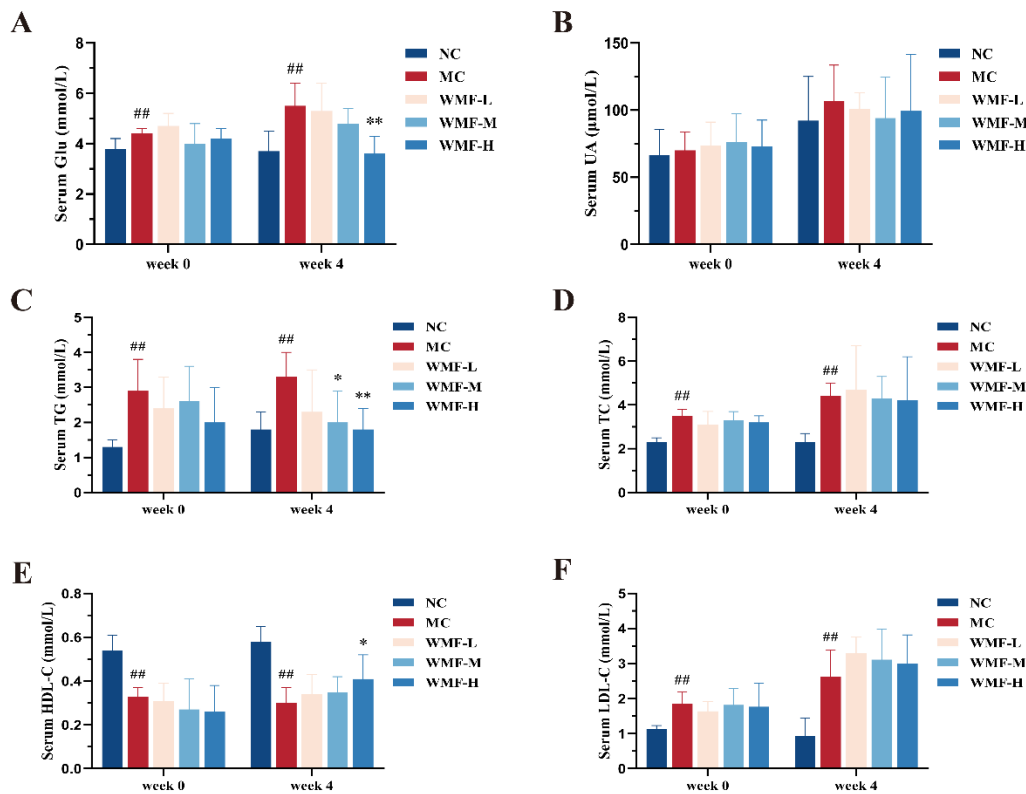 A
Serum Glu (mmol/L)
8
6
4
2
0
##
##
**
week 0
week 4
NC
MC
WMF-L
WMF-M
WMF-H
B
Serum UA (μmol/L)
150
100
50
0
week 0
week 4
NC
MC
WMF-L
WMF-M
WMF-H
C
Serum TG (mmol/L)
5
4
3
2
1
0
##
##
*
**
week 0
week 4
NC
MC
WMF-L
WMF-M
WMF-H
D
Serum TC (mmol/L)
8
6
4
2
0
##
##
week 0
week 4
NC
MC
WMF-L
WMF-M
WMF-H
E
Serum HDL-C (mmol/L)
0.8
0.6
0.4
0.2
0.0
##
##
*
week 0
week 4
NC
MC
WMF-L
WMF-M
WMF-H
F
Serum LDL-C (mmol/L)
5
4
3
2
1
0
##
##
week 0
week 4
NC
MC
WMF-L
WMF-M
WMF-H